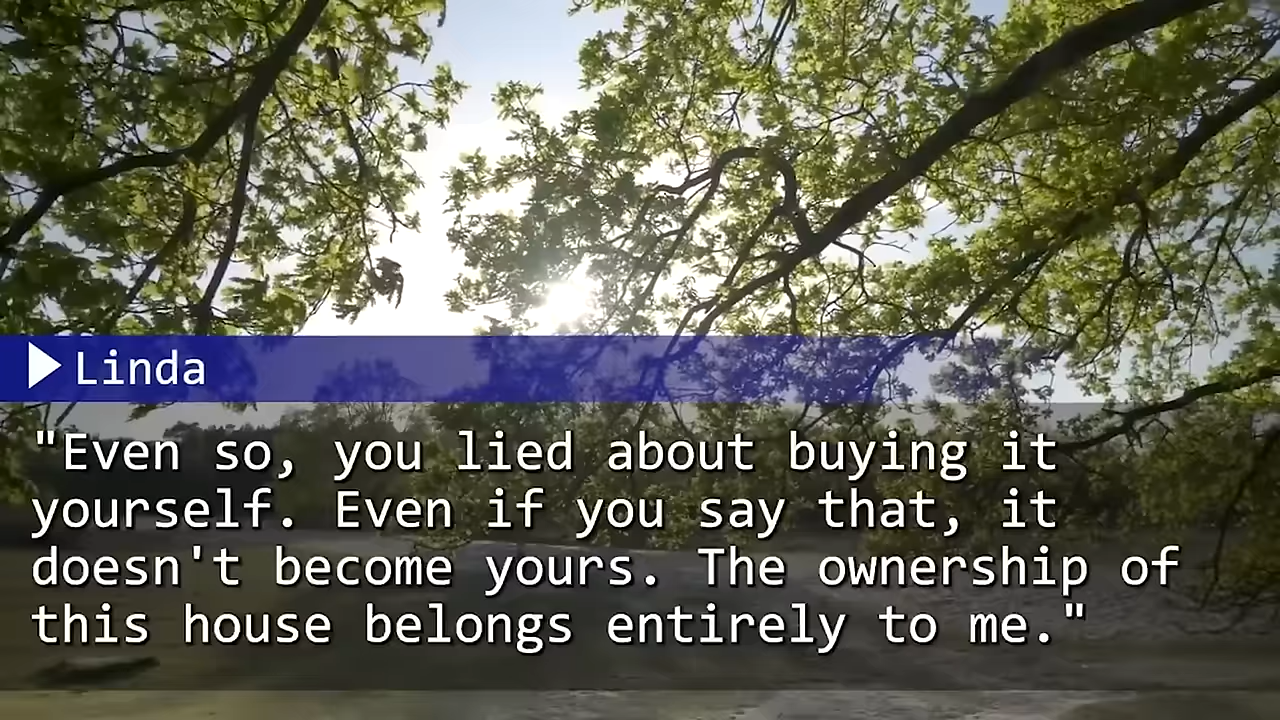 Linda
"Even so, you lied about buying it
yourself. Even if you say that, it
doesn't become yours. The ownership of
this house belongs entirely to me."